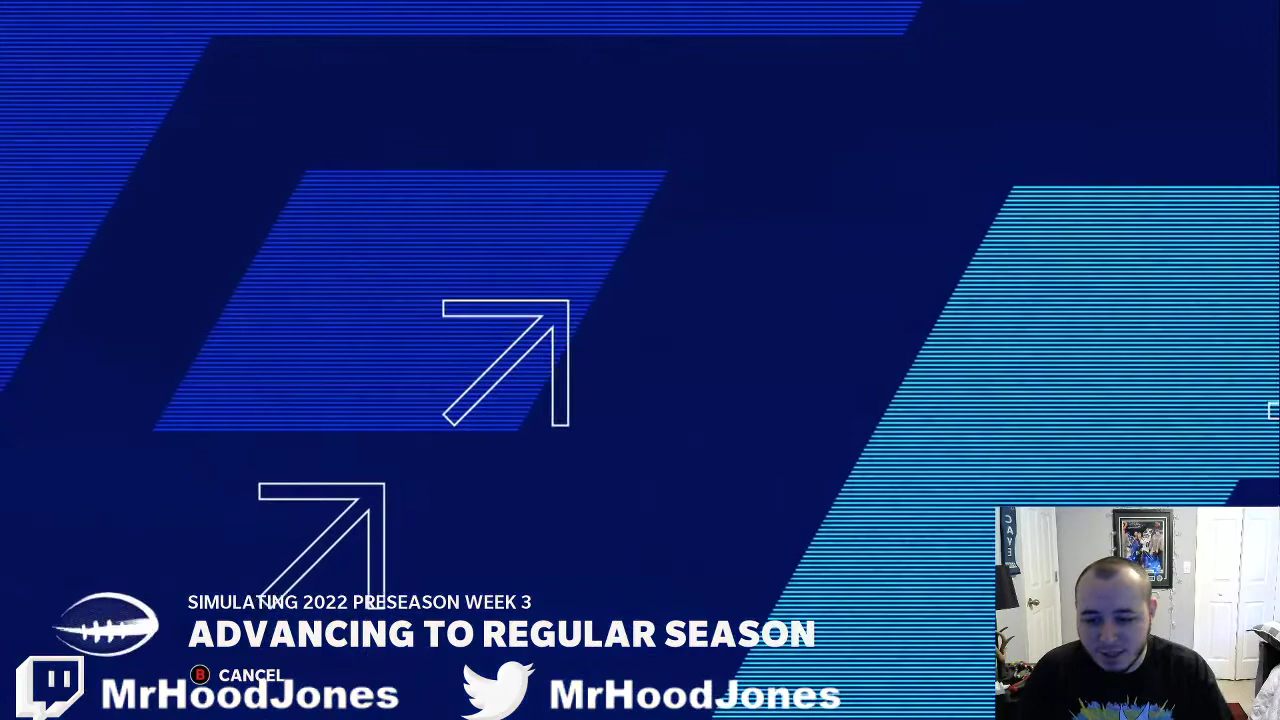 SIMULATING 2022 PRESEASON WEEK 3
ADVANCING TO REGULAR SEASON
B CANCEL
MrHoodJones MrHoodJones